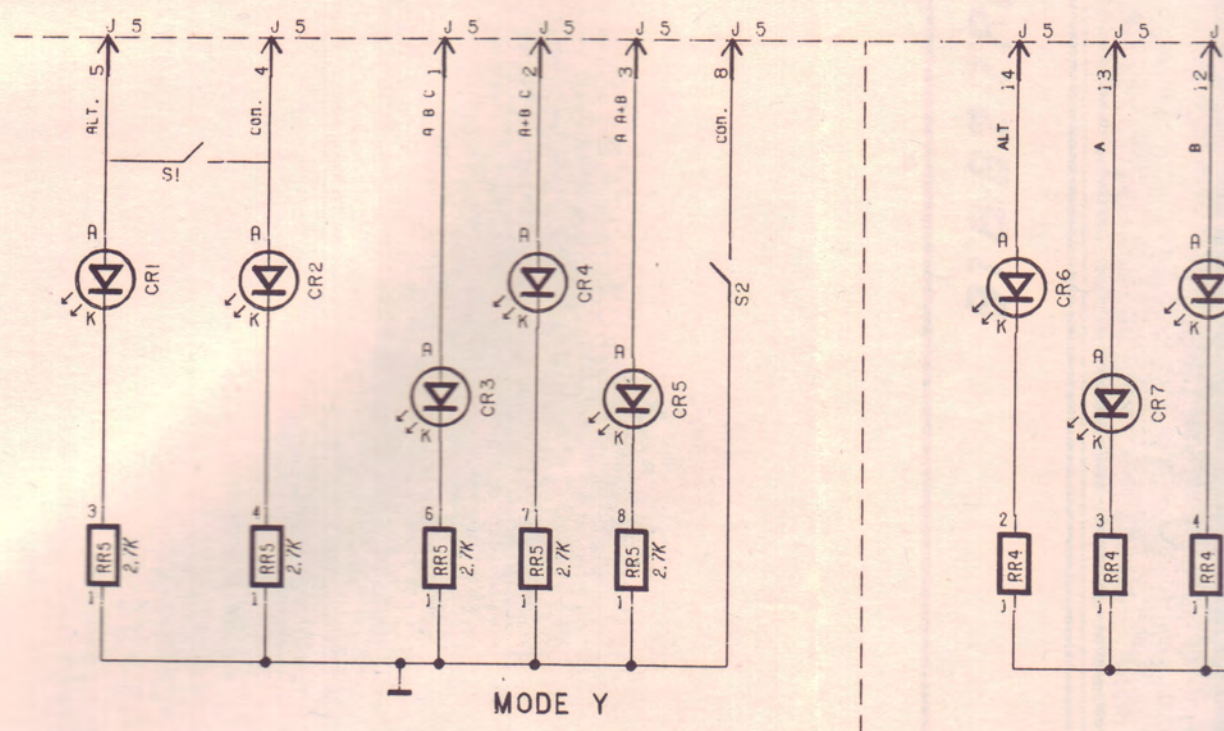 J 5 J 5 J 5 J 5 J 5 J 5 J 5 J 5 J
5 4 1 2 3 8 14 13 12
ALT. COM. A B C A+B C A A+B COM. ALT A B
S1
A A A A A
CR1 CR2 CR4 S2 CR6
K K K K
A A A
CR3 CR5 CR7
K K K
3 4 6 7 8 2 3 4
RR5 RR5 RR5 RR5 RR5 RR4 RR4 RR4
2.7K 2.7K 2.7K 2.7K 2.7K
1 1 1 1 1 1 1 1
MODE Y